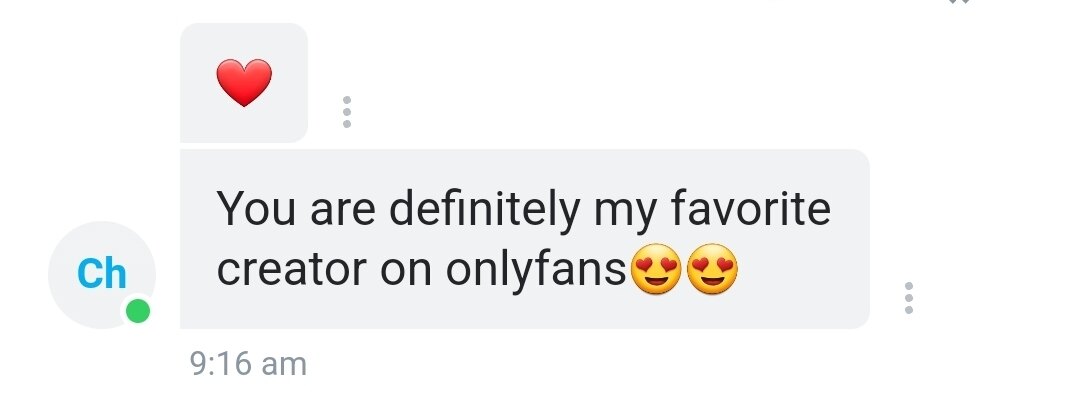 ❤️
You are definitely my favorite
creator on onlyfans😍😍
Ch
9:16 am